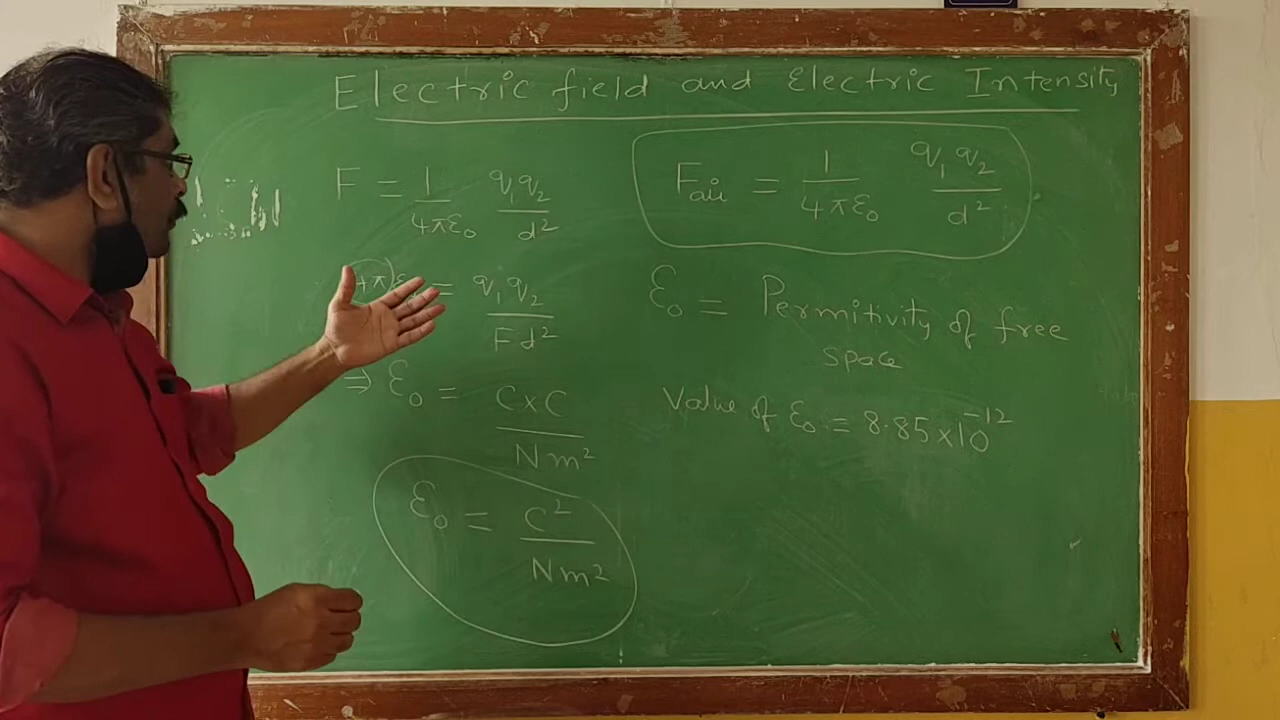 Electric field and Electric Intensity
F = 1/4πε₀ q₁q₂/d²
π) = q₁q₂/Fd²
⇒ ε₀ = C×C/Nm²
ε₀ = C²/Nm²
Fair = 1/4πε₀ q₁q₂/d²
ε₀ = Permitivity of free
space
Value of ε₀ = 8.85×10⁻¹²